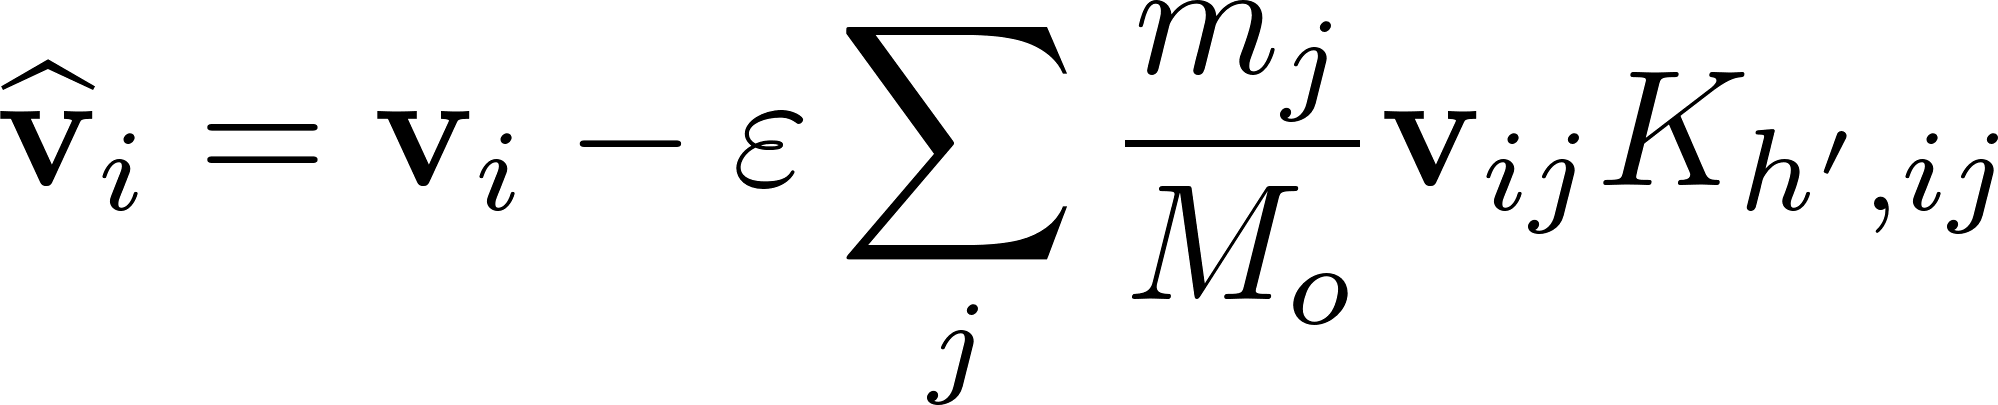 $\widehat{\mathbf{v}}_i = \mathbf{v}_i - \varepsilon \sum_j \frac{m_j}{M_o} \mathbf{v}_{ij} K_{h',ij}$